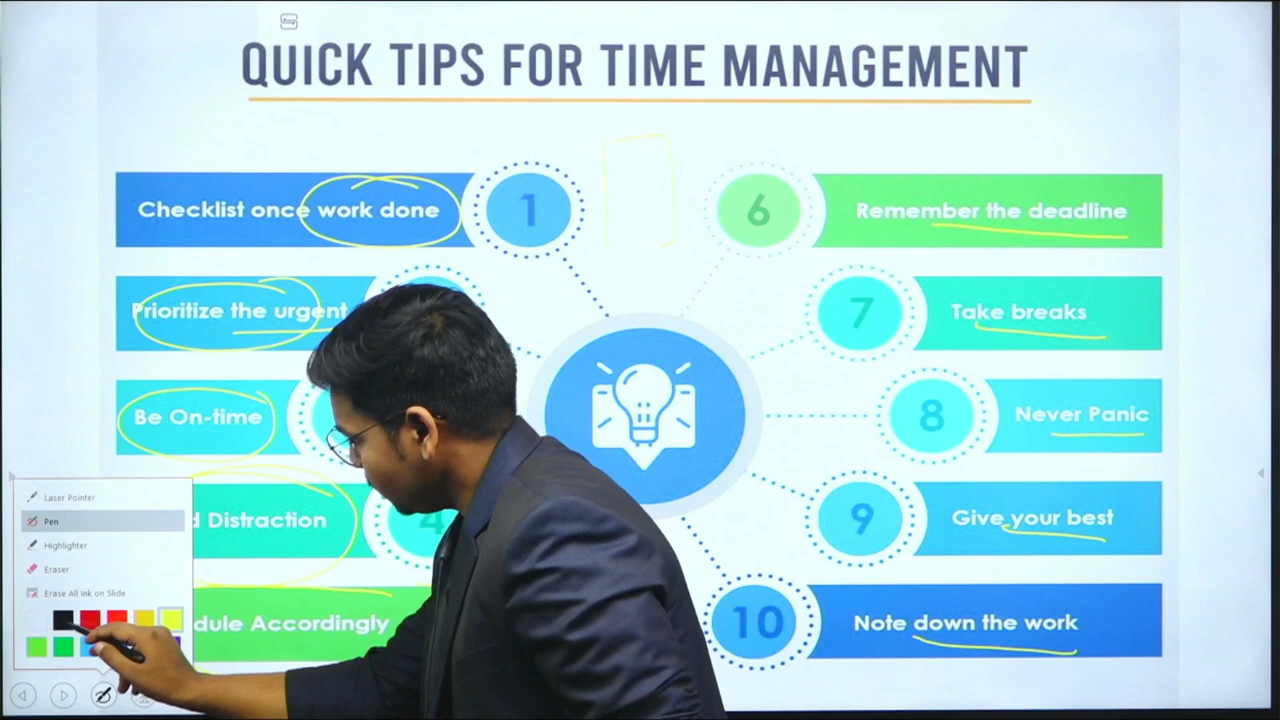 QUICK TIPS FOR TIME MANAGEMENT
Checklist once work done
1
Prioritize the urgent
Be On-time
Distraction
4
Accordingly
6
Remember the deadline
7
Take breaks
8
Never Panic
9
Give your best
10
Note down the work
Laser Pointer
Pen
Highlighter
Eraser
Erase All Ink on Slide